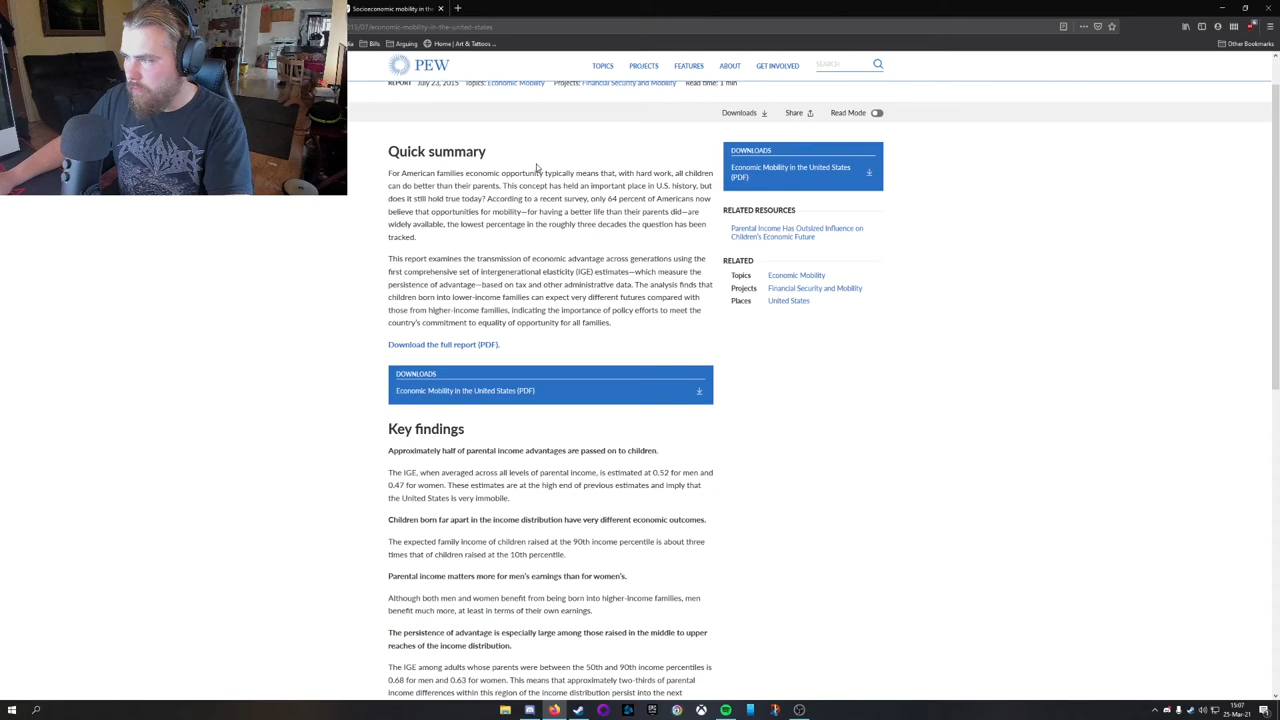 Socioeconomic mobility in the
015/07/economic-mobility-in-the-united-states
Bills
Arguing
Home | Art & Tattoos ...
Other Bookmarks
PEW
TOPICS
PROJECTS
FEATURES
ABOUT
GET INVOLVED
SEARCH
REPORT July 23, 2015 Topics: Economic Mobility Projects: Financial Security and Mobility Read time: 1 min
Downloads
Share
Read Mode
Quick summary
For American families economic opportunity typically means that, with hard work, all children
can do better than their parents. This concept has held an important place in U.S. history, but
does it still hold true today? According to a recent survey, only 64 percent of Americans now
believe that opportunities for mobility—for having a better life than their parents did—are
widely available, the lowest percentage in the roughly three decades the question has been
tracked.
This report examines the transmission of economic advantage across generations using the
first comprehensive set of intergenerational elasticity (IGE) estimates—which measure the
persistence of advantage—based on tax and other administrative data. The analysis finds that
children born into lower-income families can expect very different futures compared with
those from higher-income families, indicating the importance of policy efforts to meet the
country's commitment to equality of opportunity for all families.
Download the full report (PDF).
DOWNLOADS
Economic Mobility in the United States (PDF)
Key findings
Approximately half of parental income advantages are passed on to children.
The IGE, when averaged across all levels of parental income, is estimated at 0.52 for men and
0.47 for women. These estimates are at the high end of previous estimates and imply that
the United States is very immobile.
Children born far apart in the income distribution have very different economic outcomes.
The expected family income of children raised at the 90th income percentile is about three
times that of children raised at the 10th percentile.
Parental income matters more for men's earnings than for women's.
Although both men and women benefit from being born into higher-income families, men
benefit much more, at least in terms of their own earnings.
The persistence of advantage is especially large among those raised in the middle to upper
reaches of the income distribution.
The IGE among adults whose parents were between the 50th and 90th income percentiles is
0.68 for men and 0.63 for women. This means that approximately two-thirds of parental
income differences within this region of the income distribution persist into the next
DOWNLOADS
Economic Mobility in the United States
(PDF)
RELATED RESOURCES
Parental Income Has Outsized Influence on
Children's Economic Future
RELATED
Topics Economic Mobility
Projects Financial Security and Mobility
Places United States
15:07
25-Mar-21